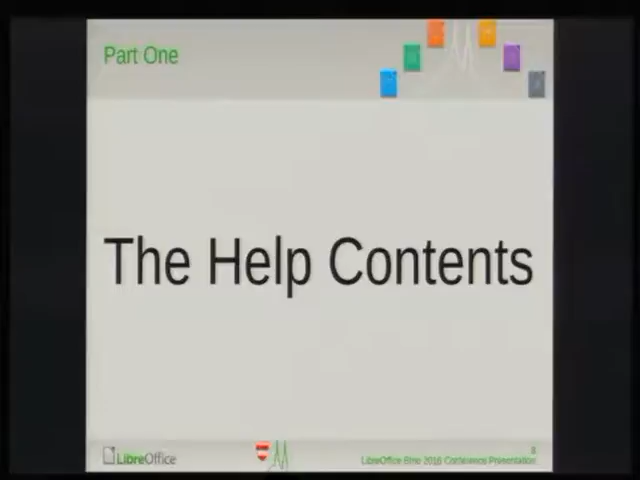 Part One
The Help Contents
LibreOffice
LibreOffice Brno 2016 Conference Presentation